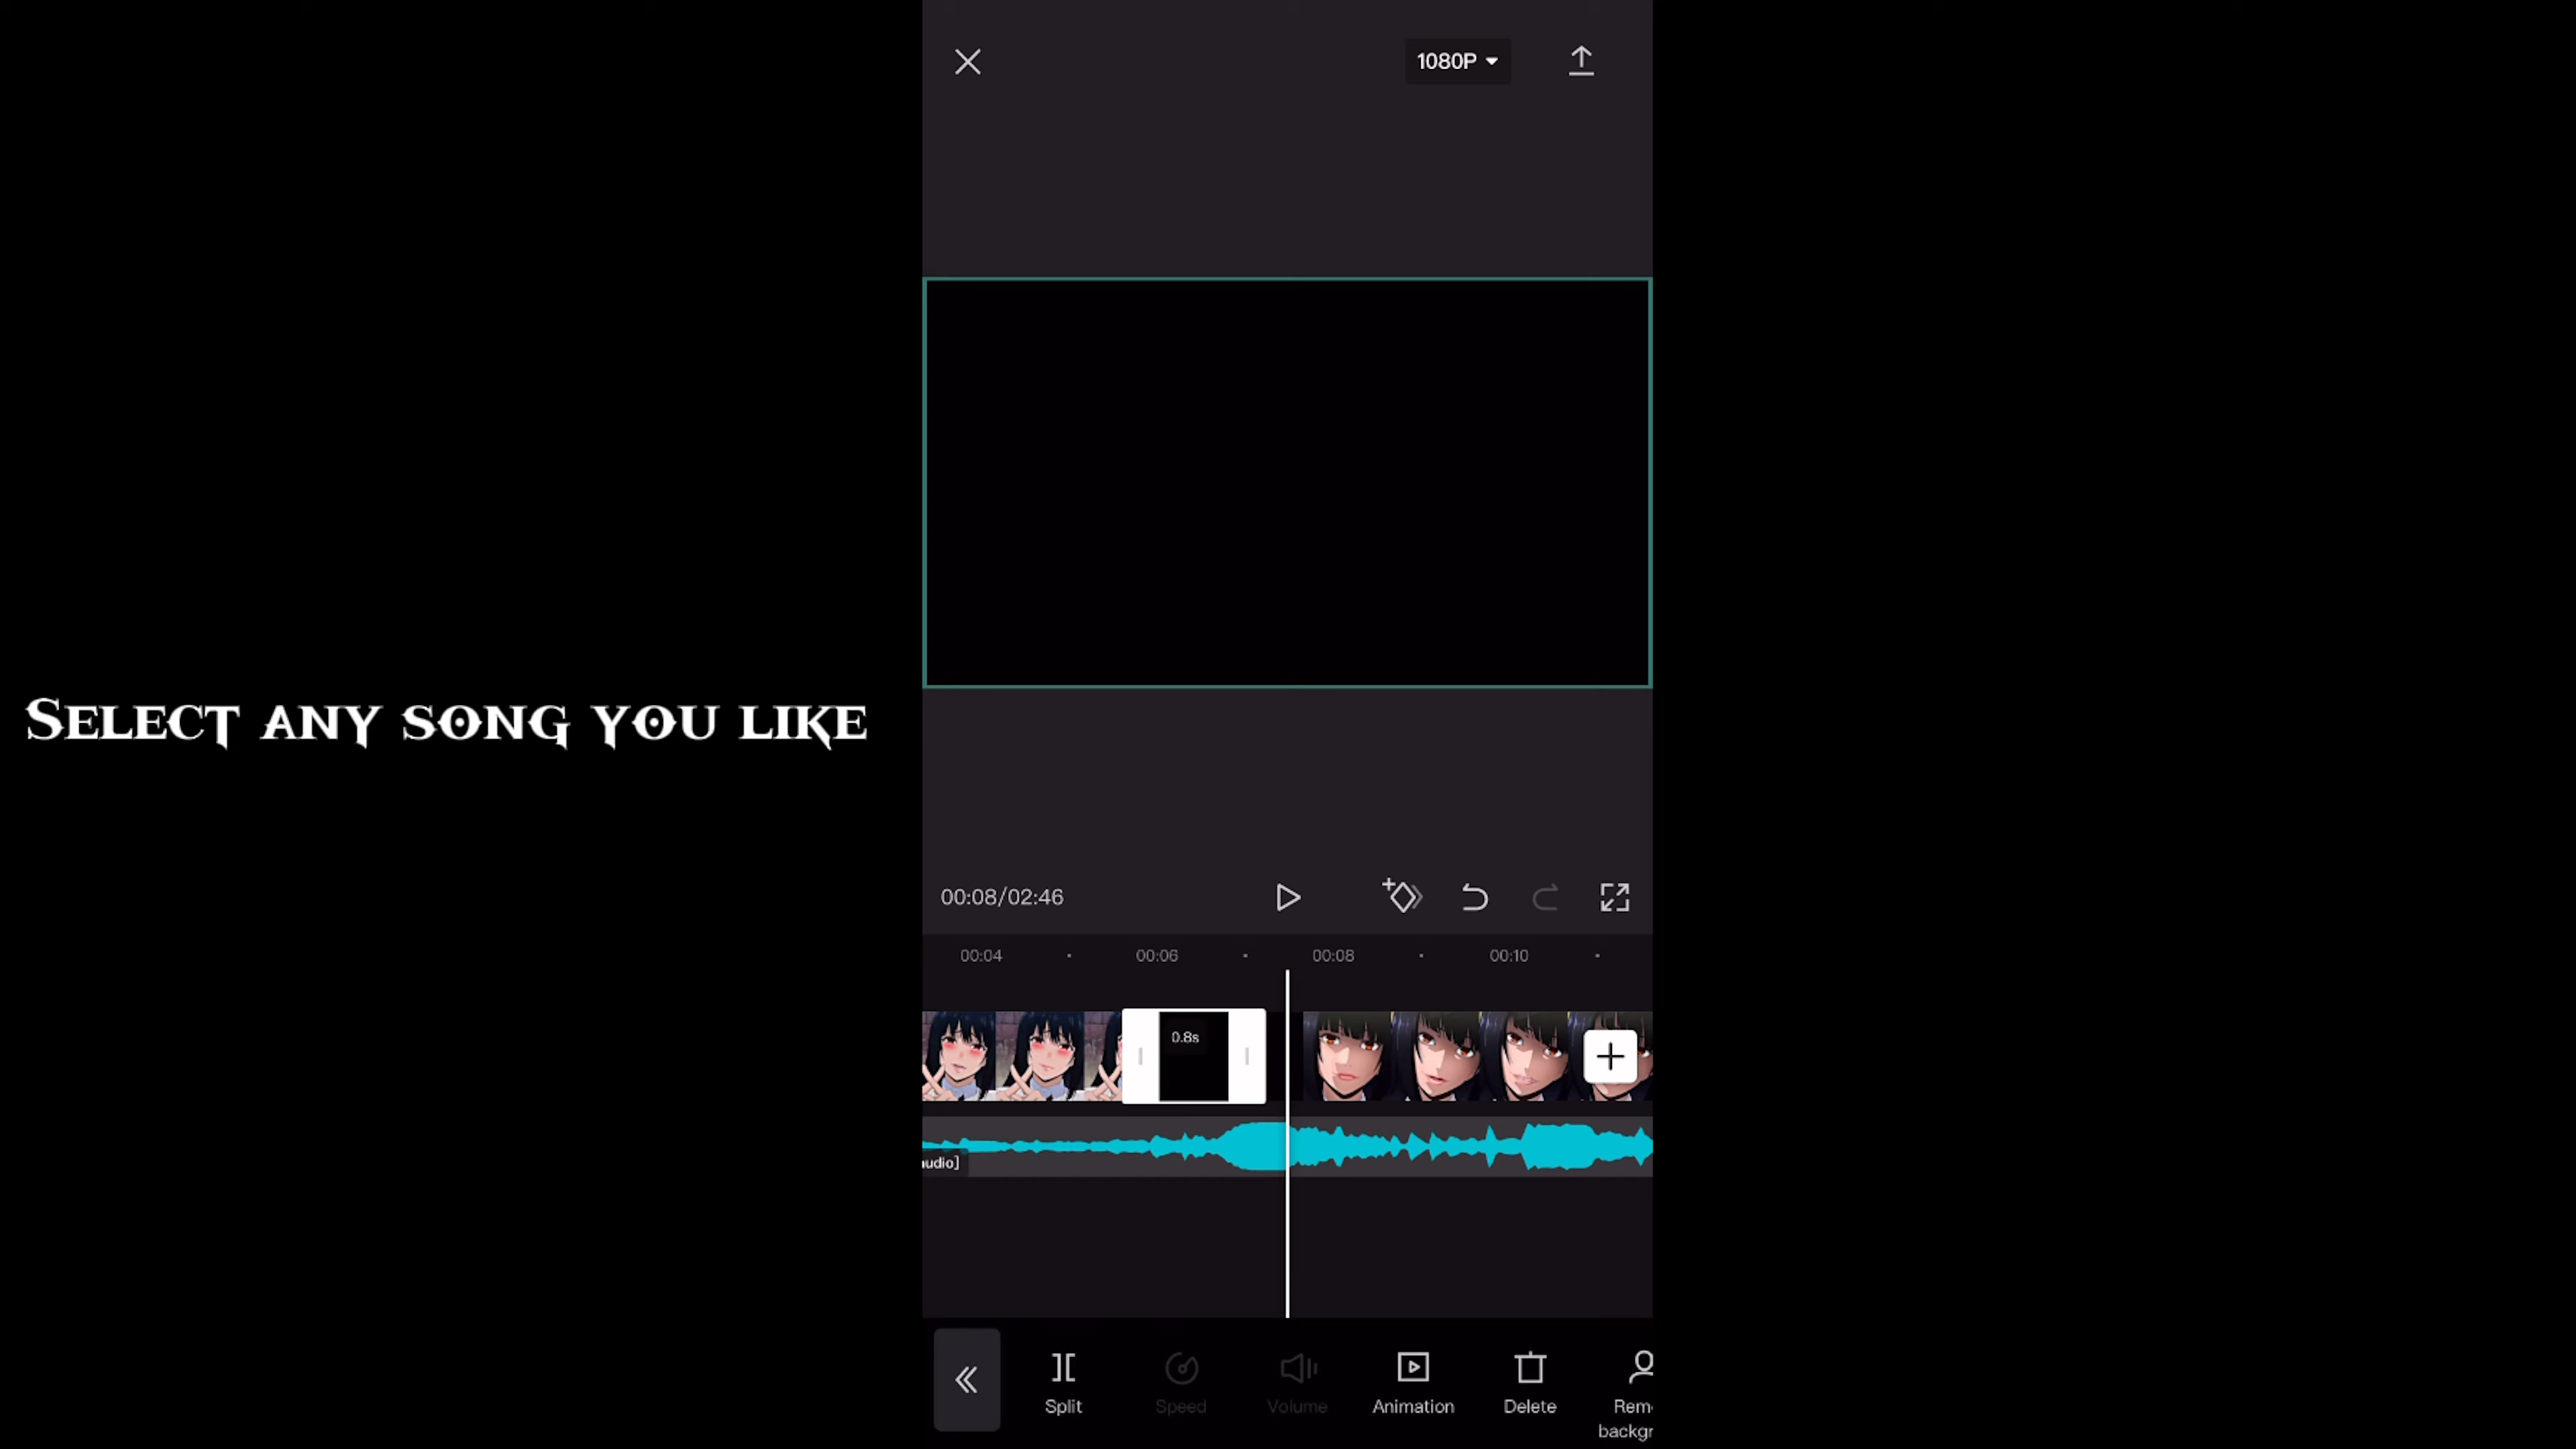 1080P
SELECT ANY SONG YOU LIKE
00:08/02:46
00:04
00:06
00:08
00:10
0.8s
audio]
Split
Speed
Volume
Animation
Delete
Rem
backgr